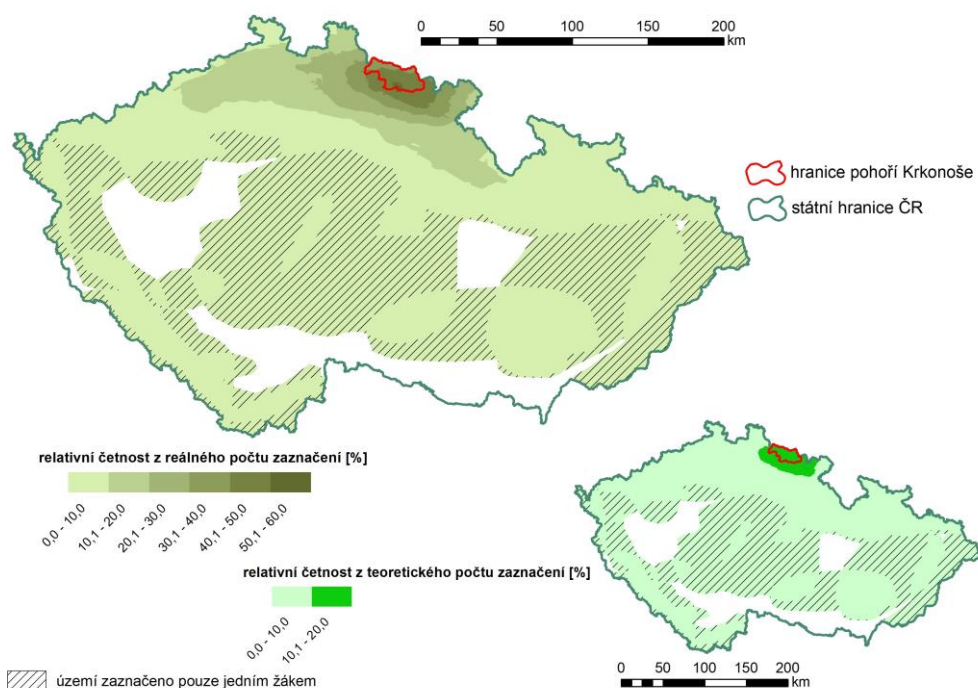 0 50 100 150 200
km
hranice pohoří Krkonoše
státní hranice ČR
relativní četnost z reálného počtu zaznačení [%]
0,0 - 10,0
10,1 - 20,0
20,1 - 30,0
30,1 - 40,0
40,1 - 50,0
50,1 - 60,0
relativní četnost z teoretického počtu zaznačení [%]
0,0 - 10,0
10,1 - 20,0
území zaznačeno pouze jedním žákem
0 50 100 150 200
km